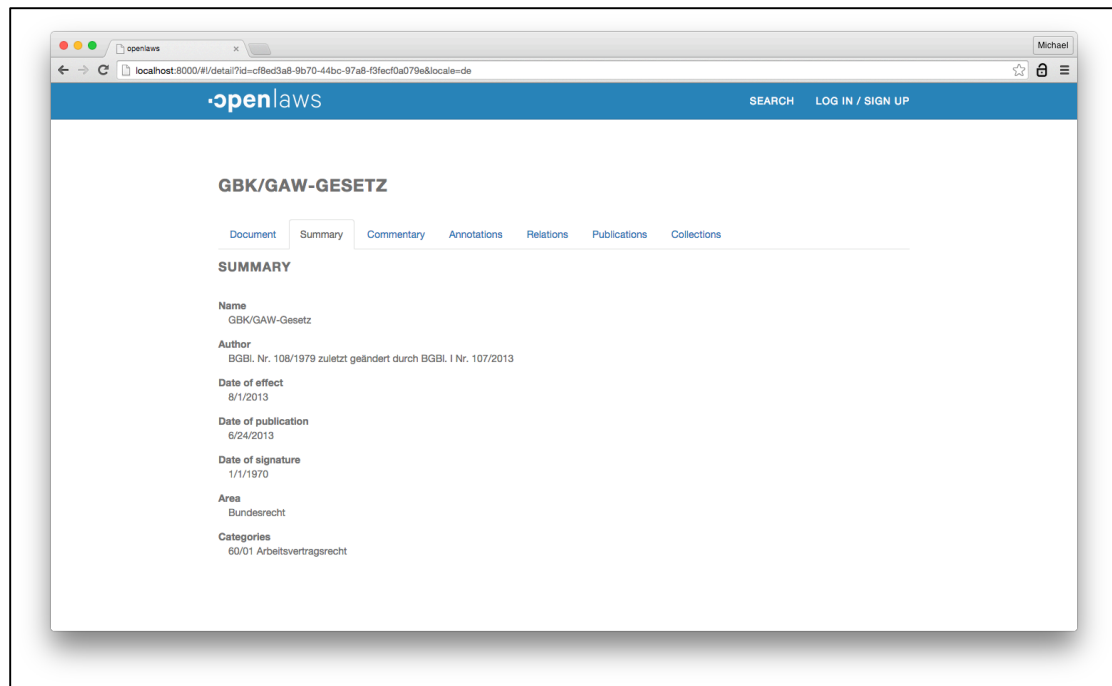 openlaws
Michael
localhost:8000/#!/detail?id=cf8ed3a8-9b70-44bc-97a8-f3fecf0a079e&locale=de
openlaws
SEARCH LOG IN / SIGN UP
GBK/GAW-GESETZ
Document Summary Commentary Annotations Relations Publications Collections
SUMMARY
Name
GBK/GAW-Gesetz
Author
BGBl. Nr. 108/1979 zuletzt geändert durch BGBl. I Nr. 107/2013
Date of effect
8/1/2013
Date of publication
6/24/2013
Date of signature
1/1/1970
Area
Bundesrecht
Categories
60/01 Arbeitsvertragsrecht